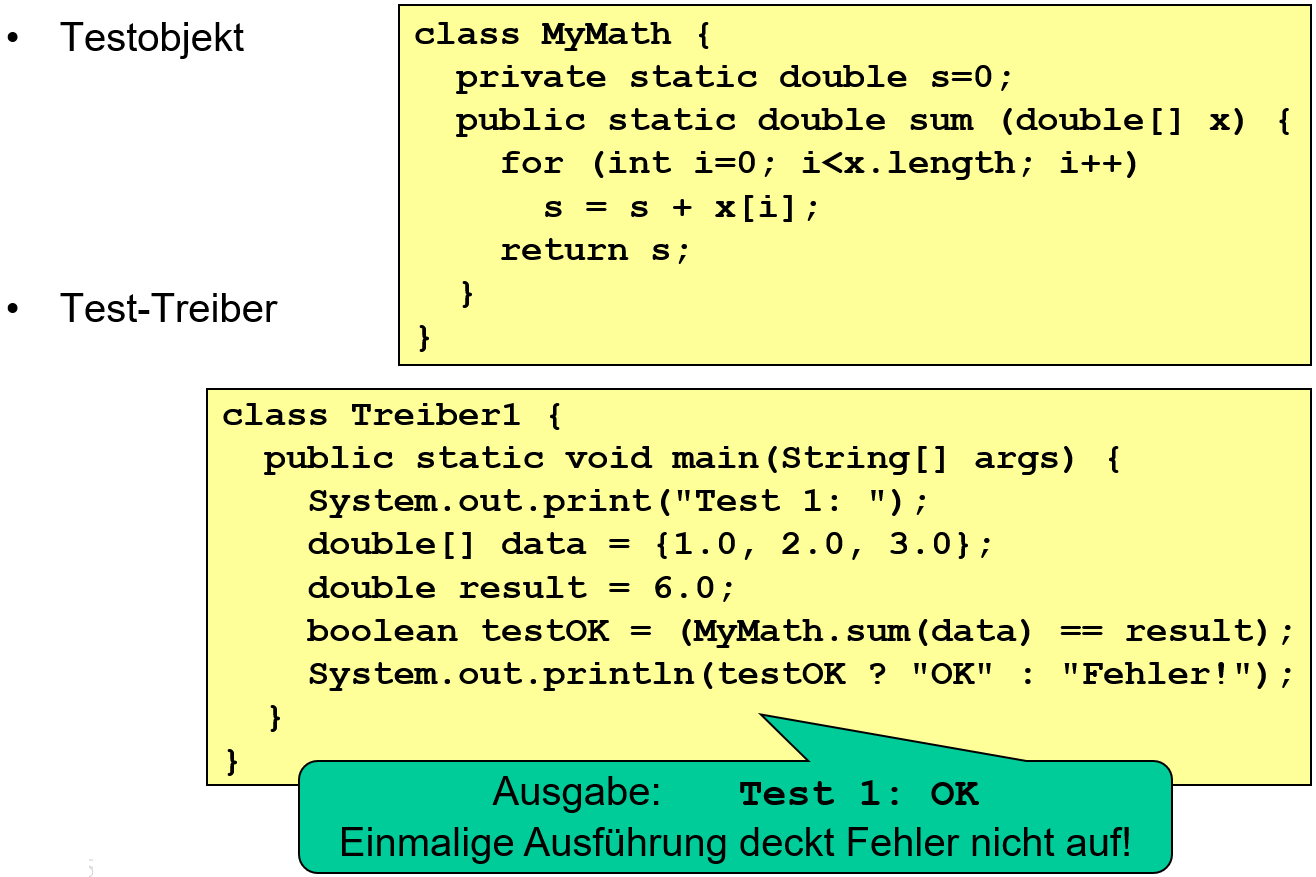 • Testobjekt
class MyMath {
  private static double s=0;
  public static double sum (double[] x) {
    for (int i=0; i<x.length; i++)
      s = s + x[i];
    return s;
  }
}
• Test-Treiber
class Treiber1 {
  public static void main(String[] args) {
    System.out.print("Test 1: ");
    double[] data = {1.0, 2.0, 3.0};
    double result = 6.0;
    boolean testOK = (MyMath.sum(data) == result);
    System.out.println(testOK ? "OK" : "Fehler!");
  }
}
Ausgabe: Test 1: OK
Einmalige Ausführung deckt Fehler nicht auf!